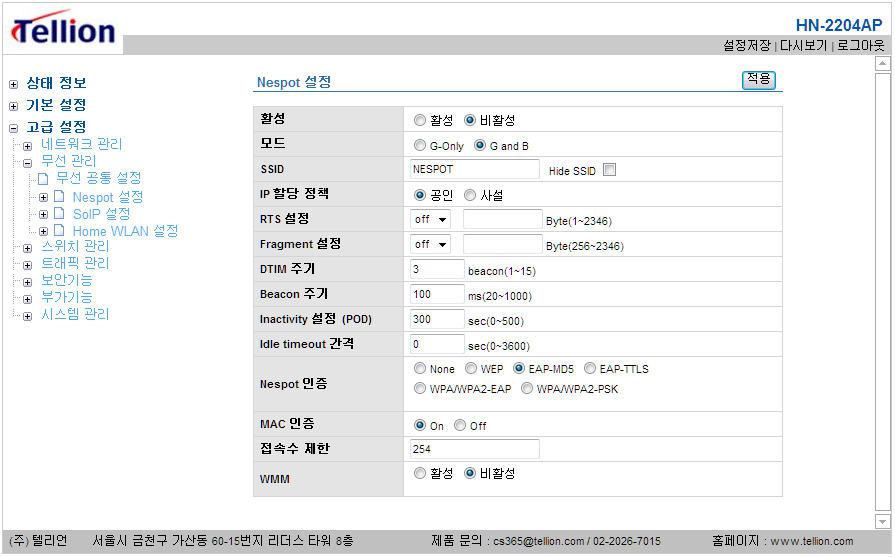 Tellion
HN-2204AP
설정저장 | 다시보기 | 로그아웃
상태 정보
기본 설정
고급 설정
네트워크 관리
무선 관리
무선 공통 설정
Nespot 설정
SoIP 설정
Home WLAN 설정
스위치 관리
트래픽 관리
보안기능
부가기능
시스템 관리
Nespot 설정 적용
활성 활성 비활성
모드 G-Only G and B
SSID NESPOT Hide SSID
IP 할당 정책 공인 사설
RTS 설정 off Byte(1~2346)
Fragment 설정 off Byte(256~2346)
DTIM 주기 3 beacon(1~15)
Beacon 주기 100 ms(20~1000)
Inactivity 설정 (POD) 300 sec(0~500)
Idle timeout 간격 0 sec(0~3600)
Nespot 인증 None WEP EAP-MD5 EAP-TTLS
WPA/WPA2-EAP WPA/WPA2-PSK
MAC 인증 On Off
접속수 제한 254
WMM 활성 비활성
(주) 텔리언 서울시 금천구 가산동 60-15번지 리더스 타워 8층 제품 문의 : cs365@tellion.com / 02-2026-7015 홈페이지 : www.tellion.com